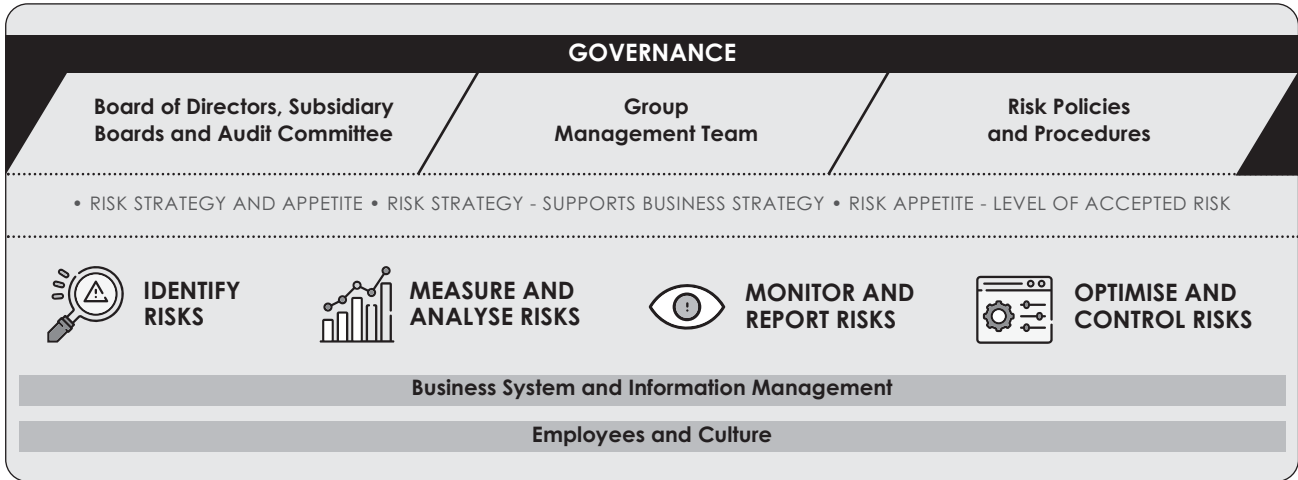 GOVERNANCE
Board of Directors, Subsidiary
Boards and Audit Committee
Group
Management Team
Risk Policies
and Procedures
• RISK STRATEGY AND APPETITE • RISK STRATEGY - SUPPORTS BUSINESS STRATEGY • RISK APPETITE - LEVEL OF ACCEPTED RISK
IDENTIFY
RISKS
MEASURE AND
ANALYSE RISKS
MONITOR AND
REPORT RISKS
OPTIMISE AND
CONTROL RISKS
Business System and Information Management
Employees and Culture